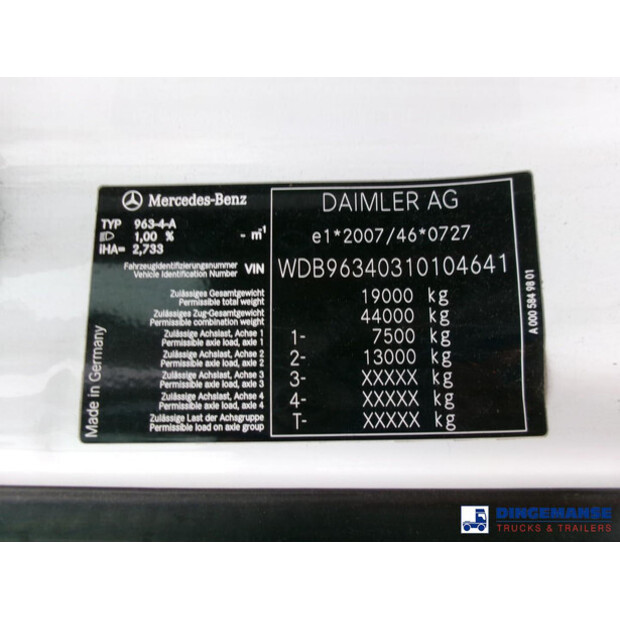 Mercedes-Benz
TYP 963-4-A
1,00 % - m⁻¹
iHA= 2,733
DAIMLER AG
e1*2007/46*0727
Fahrzeugidentifizierungsnummer
Vehicle Identification Number VIN WDB96340310104641
Zulässiges Gesamtgewicht
Permissible total weight 19000 kg
Zulässiges Zug-Gesamtgewicht
Permissible combination weight 44000 kg
Zulässige Achslast, Achse 1
Permissible axle load, axle 1 1- 7500 kg
Zulässige Achslast, Achse 2
Permissible axle load, axle 2 2- 13000 kg
Zulässige Achslast, Achse 3
Permissible axle load, axle 3 3- XXXXX kg
Zulässige Achslast, Achse 4
Permissible axle load, axle 4 4- XXXXX kg
Zulässige Last der Achsgruppe
Permissible load on axle group T- XXXXX kg
Made in Germany
A 000 584 98 01
DINGEMANSE
TRUCKS & TRAILERS